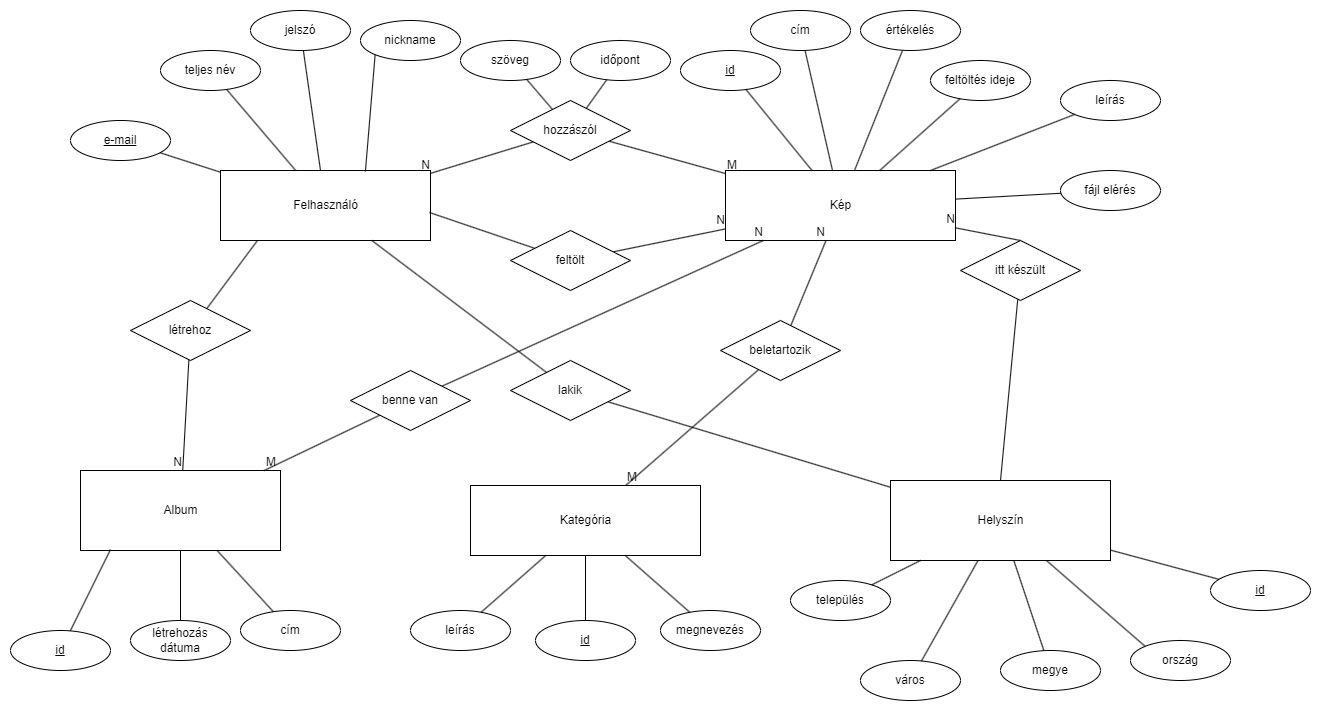 jelszó
nickname
teljes név
e-mail
szöveg
időpont
cím
értékelés
id
feltöltés ideje
leírás
hozzászól
N
M
Felhasználó
Kép
fájl elérés
N
N
N
N
feltölt
itt készült
létrehoz
beletartozik
benne van
lakik
N
M
M
Album
Kategória
Helyszín
id
létrehozás
dátuma
cím
leírás
id
megnevezés
település
város
megye
ország
id